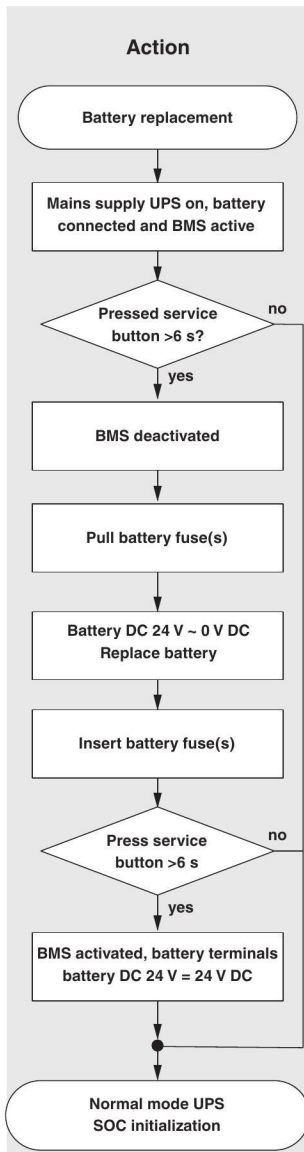 Action
Battery replacement
Mains supply UPS on, battery
connected and BMS active
Pressed service
button >6 s?
no
yes
BMS deactivated
Pull battery fuse(s)
Battery DC 24 V ~ 0 V DC
Replace battery
Insert battery fuse(s)
Press service
button >6 s
no
yes
BMS activated, battery terminals
battery DC 24 V = 24 V DC
Normal mode UPS
SOC initialization